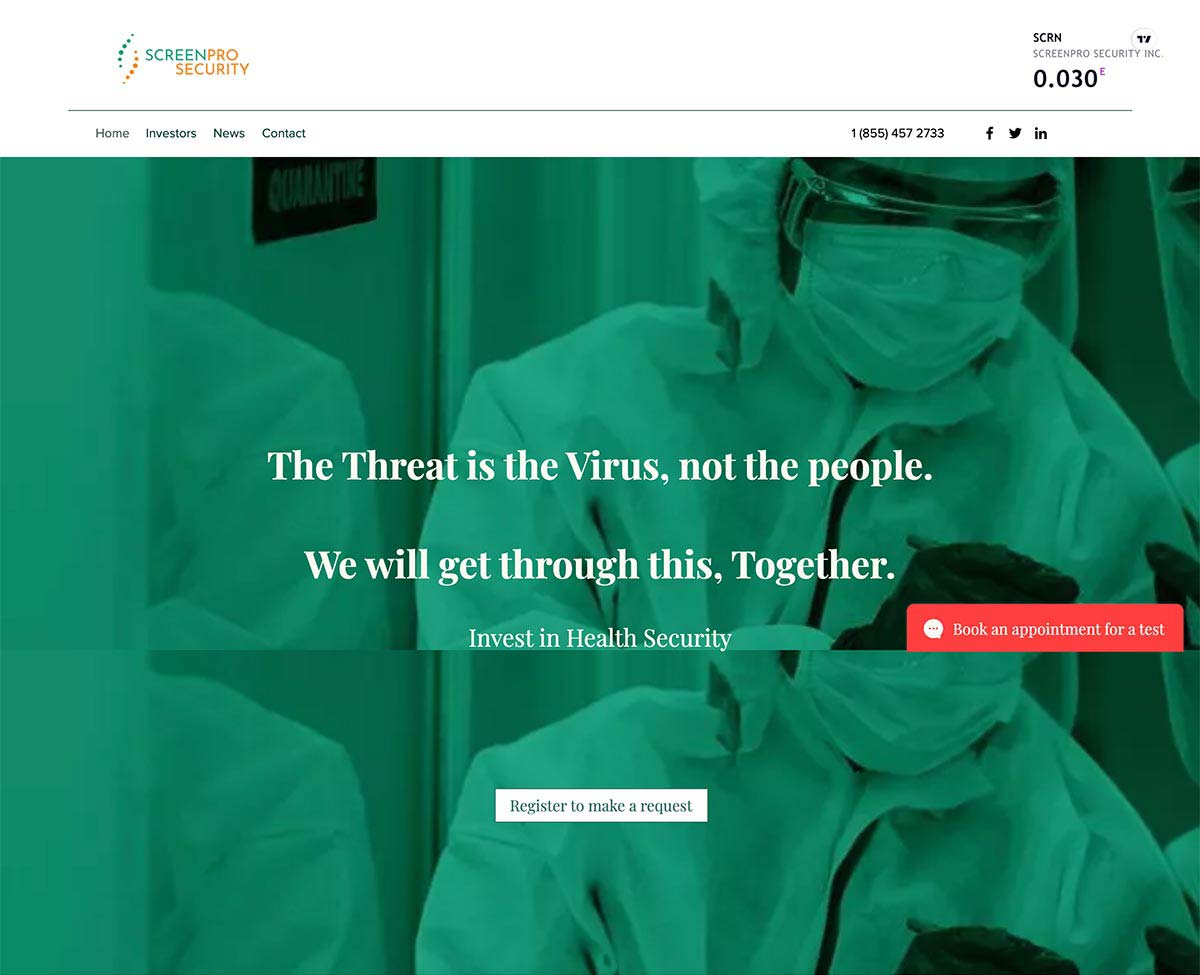 SCREENPRO
SECURITY
SCRN
SCREENPRO SECURITY INC.
0.030 E
Home Investors News Contact
1 (855) 457 2733
QUARANTINE
The Threat is the Virus, not the people.
We will get through this, Together.
Invest in Health Security
Book an appointment for a test
Register to make a request